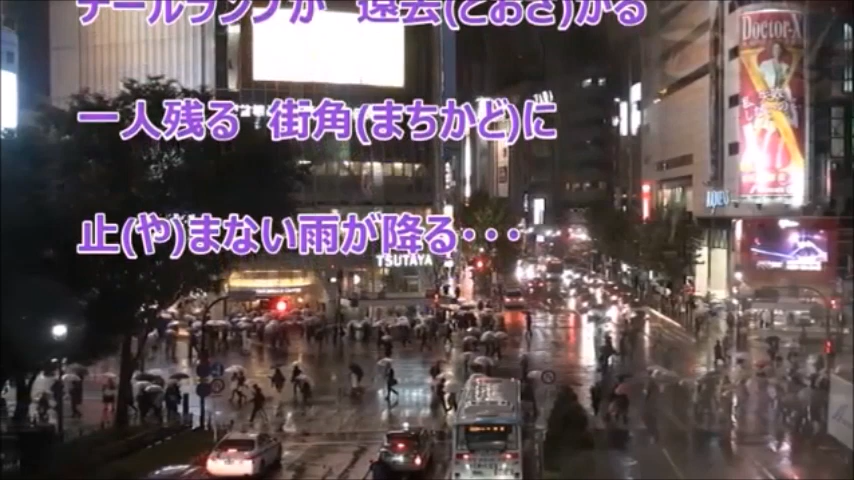 テールランプが 遠去(とおざ)かる
一人残る 街角(まちかど)に
止(や)まない雨が降る・・・
TSUTAYA
Doctor-X